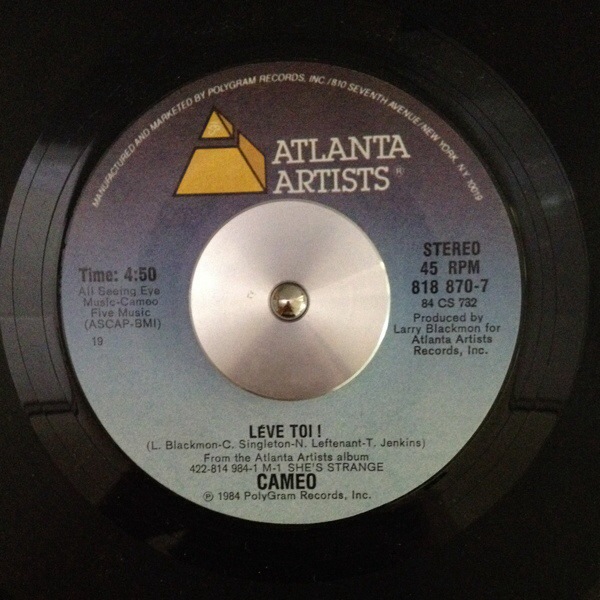 MANUFACTURED AND MARKETED BY POLYGRAM RECORDS, INC./810 SEVENTH AVENUE/NEW YORK, N.Y. 10019
ATLANTA
ARTISTS®
Time: 4:50
All Seeing Eye
Music-Cameo
Five Music
(ASCAP-BMI)
19
STEREO
45 RPM
818 870-7
84 CS 732
Produced by
Larry Blackmon for
Atlanta Artists
Records, Inc.
LÉVE TOI !
(L. Blackmon-C. Singleton-N. Leftenant-T. Jenkins)
From the Atlanta Artists album
422-814 984-1 M-1 SHE'S STRANGE
CAMEO
℗ 1984 PolyGram Records, Inc.